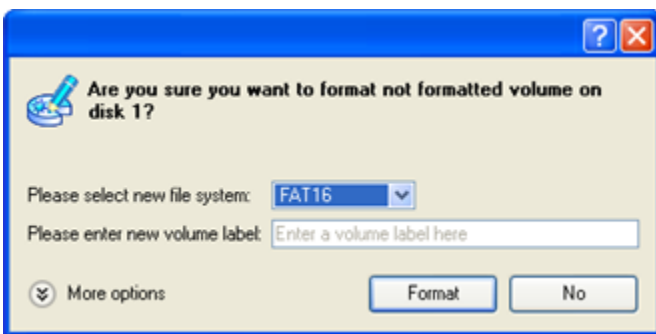 ?
Are you sure you want to format not formatted volume on
disk 1?
Please select new file system: FAT16
Please enter new volume label: Enter a volume label here
More options Format No